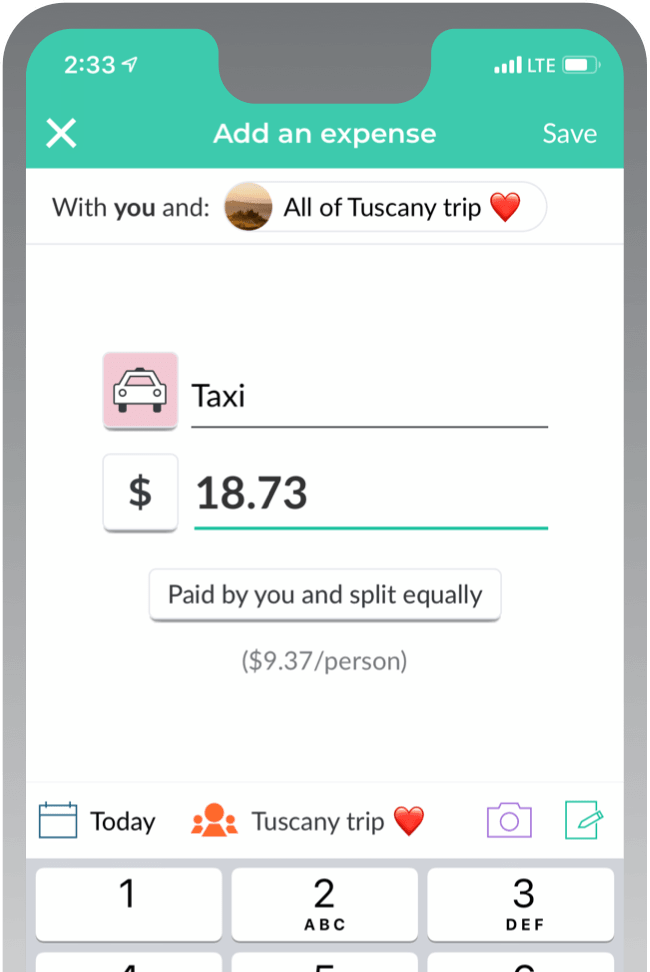 2:33 LTE
Add an expense Save
With you and: All of Tuscany trip ❤️
Taxi
$ 18.73
Paid by you and split equally
($9.37/person)
Today Tuscany trip ❤️
1 2 3
ABC DEF